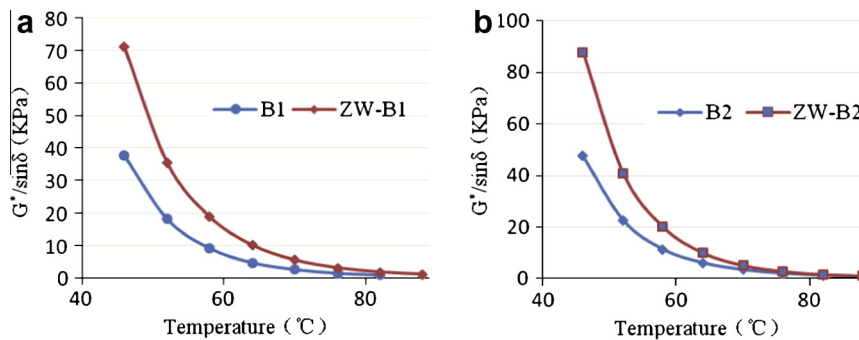 a
80
70
60
50
40
30
20
10
0
G*/sinδ (KPa)
B1 ZW-B1
40 60 80
Temperature（℃）
b
100
80
60
40
20
0
G*/sinδ (KPa)
B2 ZW-B2
40 60 80
Temperature（℃）